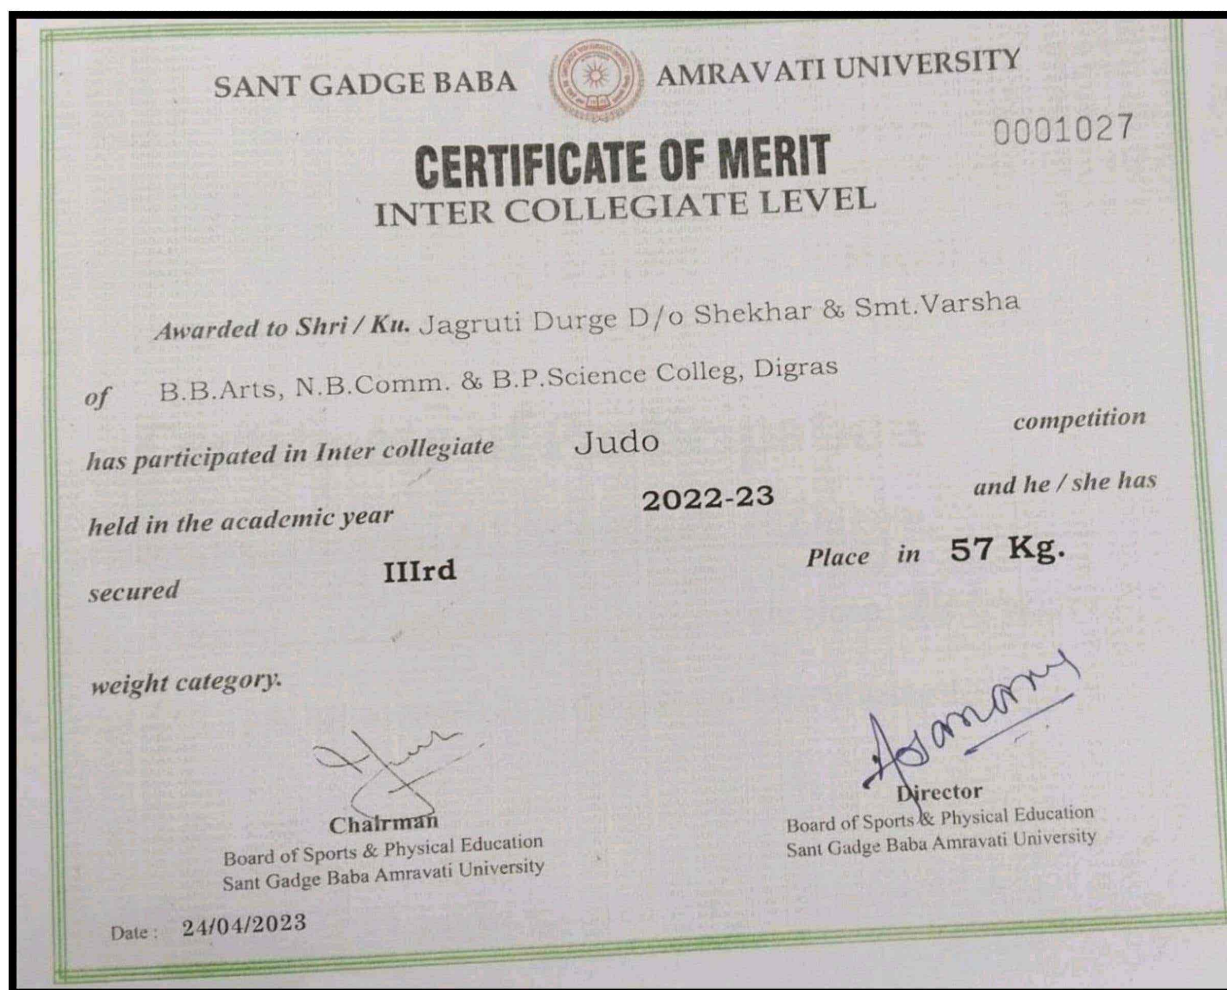 SANT GADGE BABA AMRAVATI UNIVERSITY
0001027
CERTIFICATE OF MERIT
INTER COLLEGIATE LEVEL
Awarded to Shri / Ku. Jagruti Durge D/o Shekhar & Smt.Varsha
of B.B.Arts, N.B.Comm. & B.P.Science Colleg, Digras
has participated in Inter collegiate Judo competition
held in the academic year 2022-23 and he / she has
secured IIIrd Place in 57 Kg.
weight category.
Chairman
Board of Sports & Physical Education
Sant Gadge Baba Amravati University
Director
Board of Sports & Physical Education
Sant Gadge Baba Amravati University
Date : 24/04/2023